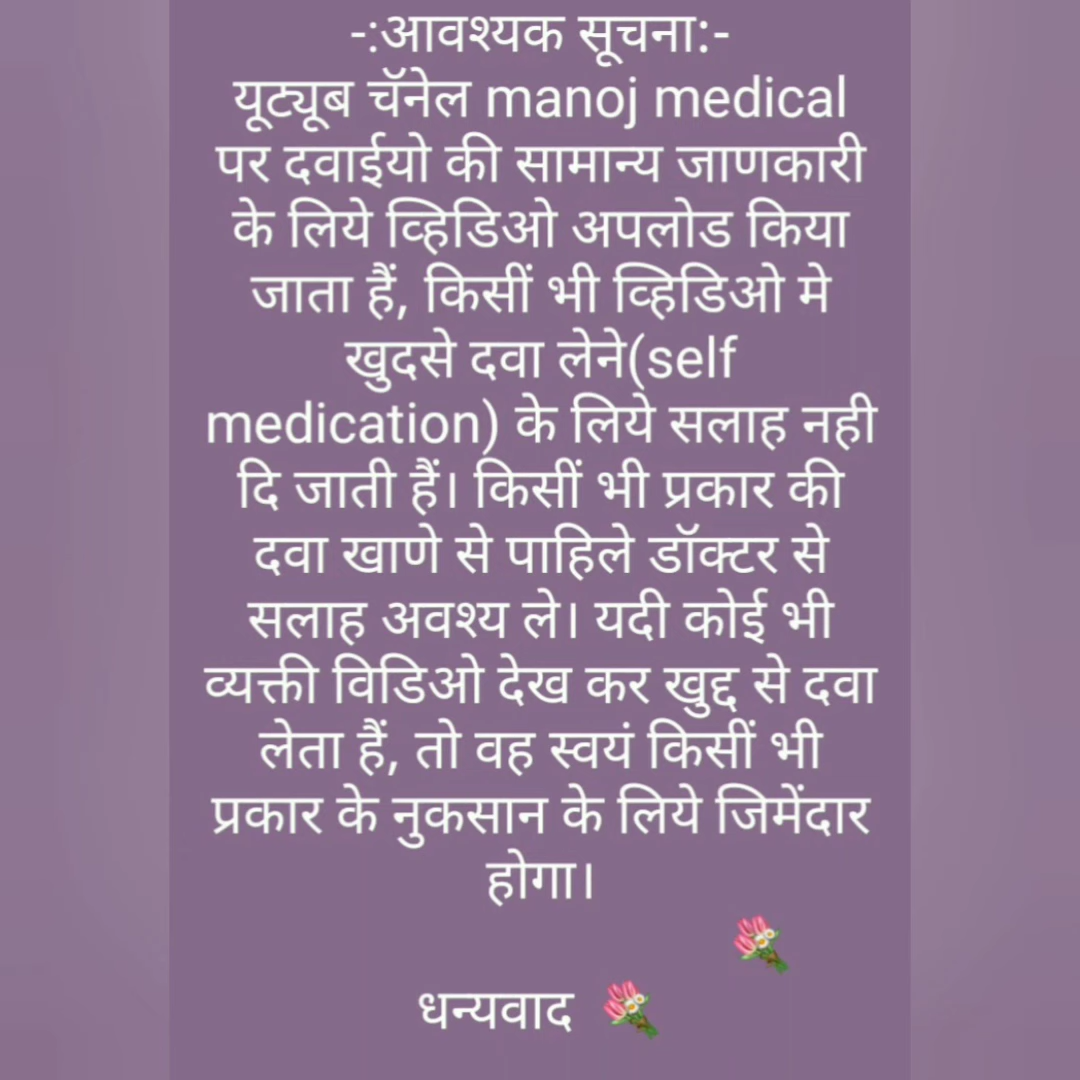 -:आवश्यक सूचना:-
यूट्यूब चॅनेल manoj medical
पर दवाईयो की सामान्य जाणकारी
के लिये व्हिडिओ अपलोड किया
जाता हैं, किसीं भी व्हिडिओ मे
खुदसे दवा लेने(self
medication) के लिये सलाह नही
दि जाती हैं। किसीं भी प्रकार की
दवा खाणे से पाहिले डॉक्टर से
सलाह अवश्य ले। यदी कोई भी
व्यक्ती विडिओ देख कर खुद्द से दवा
लेता हैं, तो वह स्वयं किसीं भी
प्रकार के नुकसान के लिये जिमेंदार
होगा।
धन्यवाद